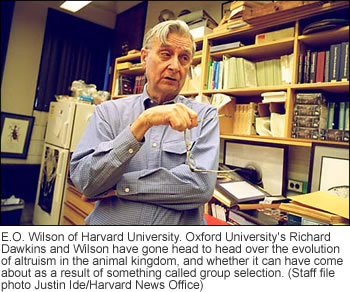 E.O. Wilson of Harvard University. Oxford University's Richard
Dawkins and Wilson have gone head to head over the evolution
of altruism in the animal kingdom, and whether it can have come
about as a result of something called group selection. (Staff file
photo Justin Ide/Harvard News Office)